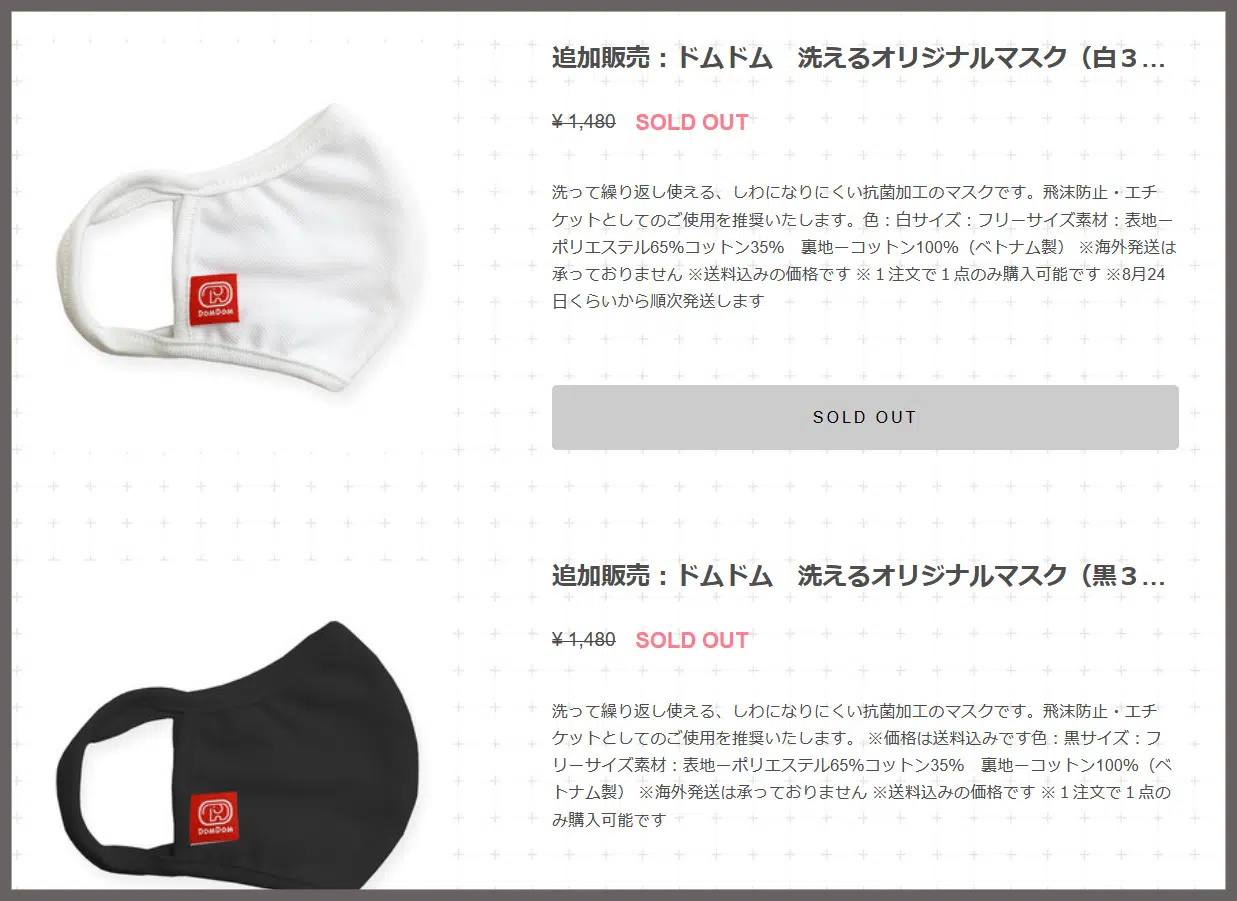 追加販売：ドムドム　洗えるオリジナルマスク（白３...
¥ 1,480 SOLD OUT
洗って繰り返し使える、しわになりにくい抗菌加工のマスクです。飛沫防止・エチ
ケットとしてのご使用を推奨いたします。色：白サイズ：フリーサイズ素材：表地ー
ポリエステル65%コットン35%　裏地ーコットン100%（ベトナム製） ※海外発送は
承っておりません ※送料込みの価格です ※１注文で１点のみ購入可能です ※8月24
日くらいから順次発送します
DOMDOM
SOLD OUT
追加販売：ドムドム　洗えるオリジナルマスク（黒３...
¥ 1,480 SOLD OUT
洗って繰り返し使える、しわになりにくい抗菌加工のマスクです。飛沫防止・エチ
ケットとしてのご使用を推奨いたします。 ※価格は送料込みです色：黒サイズ：フ
リーサイズ素材：表地ーポリエステル65%コットン35%　裏地ーコットン100%（ベ
トナム製） ※海外発送は承っておりません ※送料込みの価格です ※１注文で１点の
み購入可能です
DOMDOM